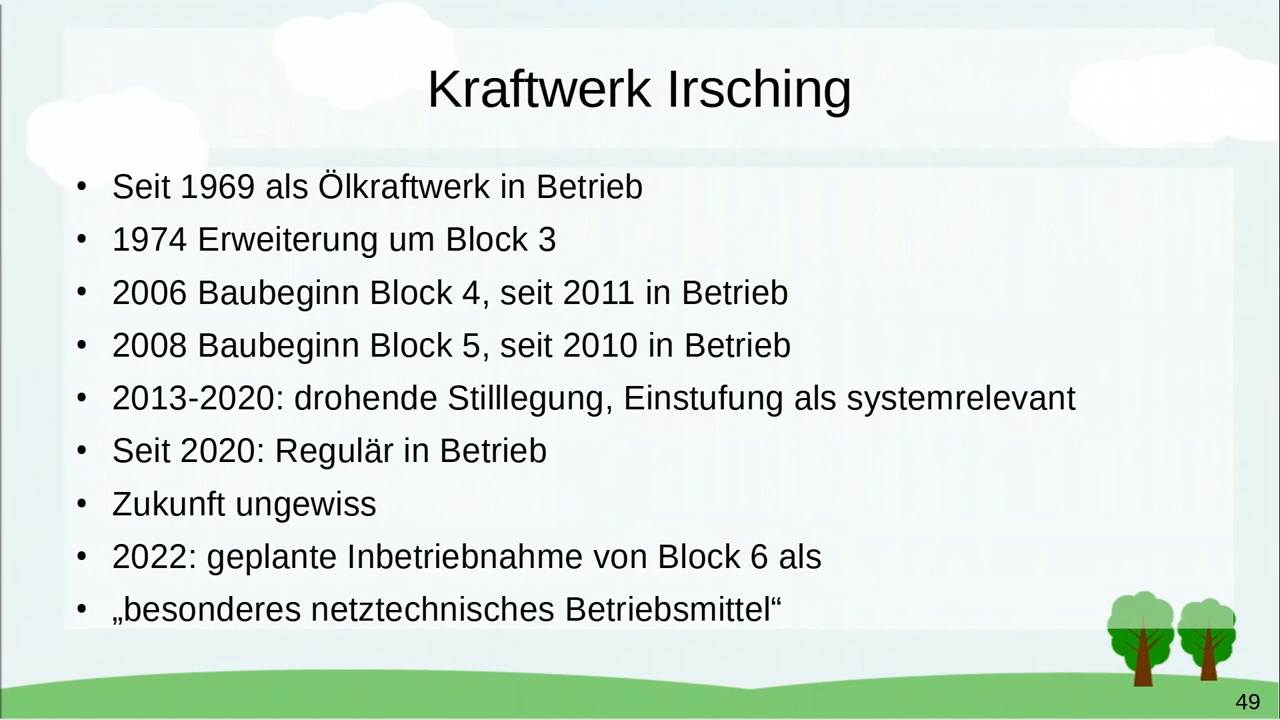 Kraftwerk Irsching
• Seit 1969 als Ölkraftwerk in Betrieb
• 1974 Erweiterung um Block 3
• 2006 Baubeginn Block 4, seit 2011 in Betrieb
• 2008 Baubeginn Block 5, seit 2010 in Betrieb
• 2013-2020: drohende Stilllegung, Einstufung als systemrelevant
• Seit 2020: Regulär in Betrieb
• Zukunft ungewiss
• 2022: geplante Inbetriebnahme von Block 6 als
• „besonderes netztechnisches Betriebsmittel“
49